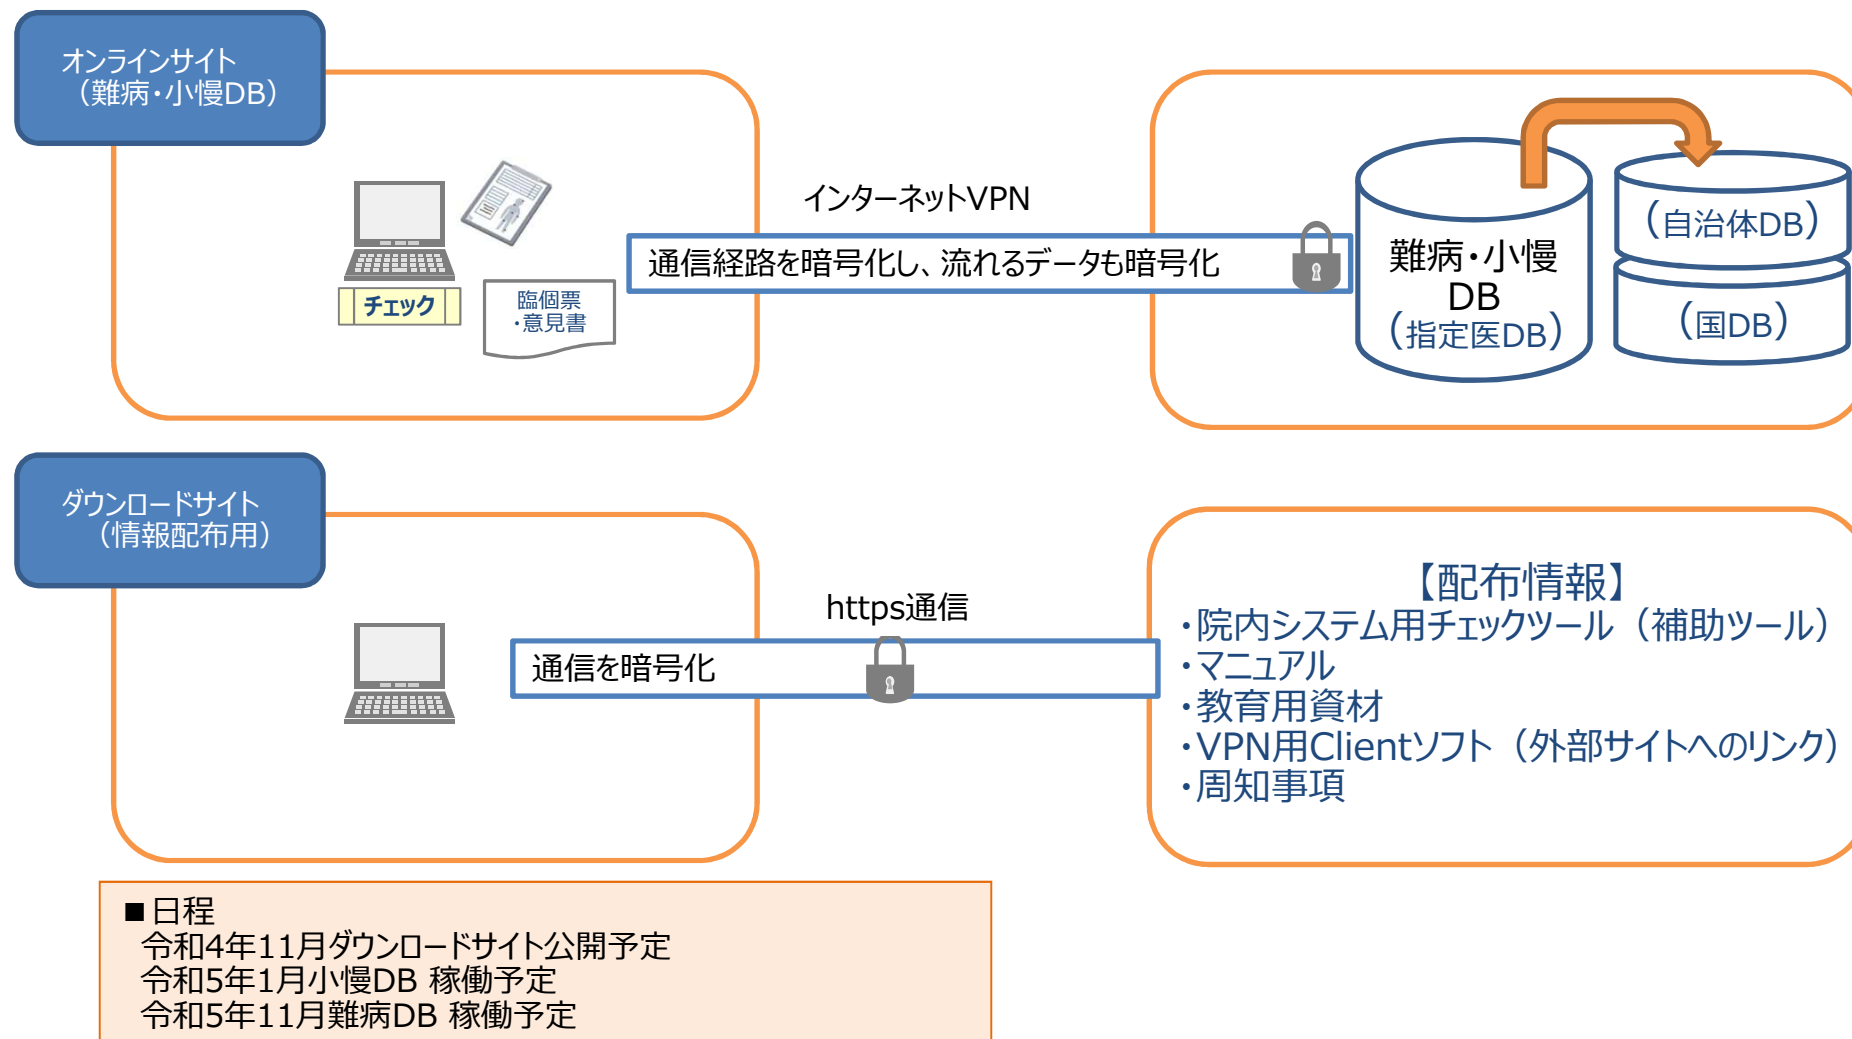 オンラインサイト
（難病・小慢DB）
インターネットVPN
通信経路を暗号化し、流れるデータも暗号化
チェック
臨個票
・意見書
難病・小慢
DB
（指定医DB）
（自治体DB）
（国DB）
ダウンロードサイト
（情報配布用）
https通信
通信を暗号化
【配布情報】
・院内システム用チェックツール（補助ツール）
・マニュアル
・教育用資材
・VPN用Clientソフト（外部サイトへのリンク）
・周知事項
■日程
令和4年11月ダウンロードサイト公開予定
令和5年1月小慢DB 稼働予定
令和5年11月難病DB 稼働予定